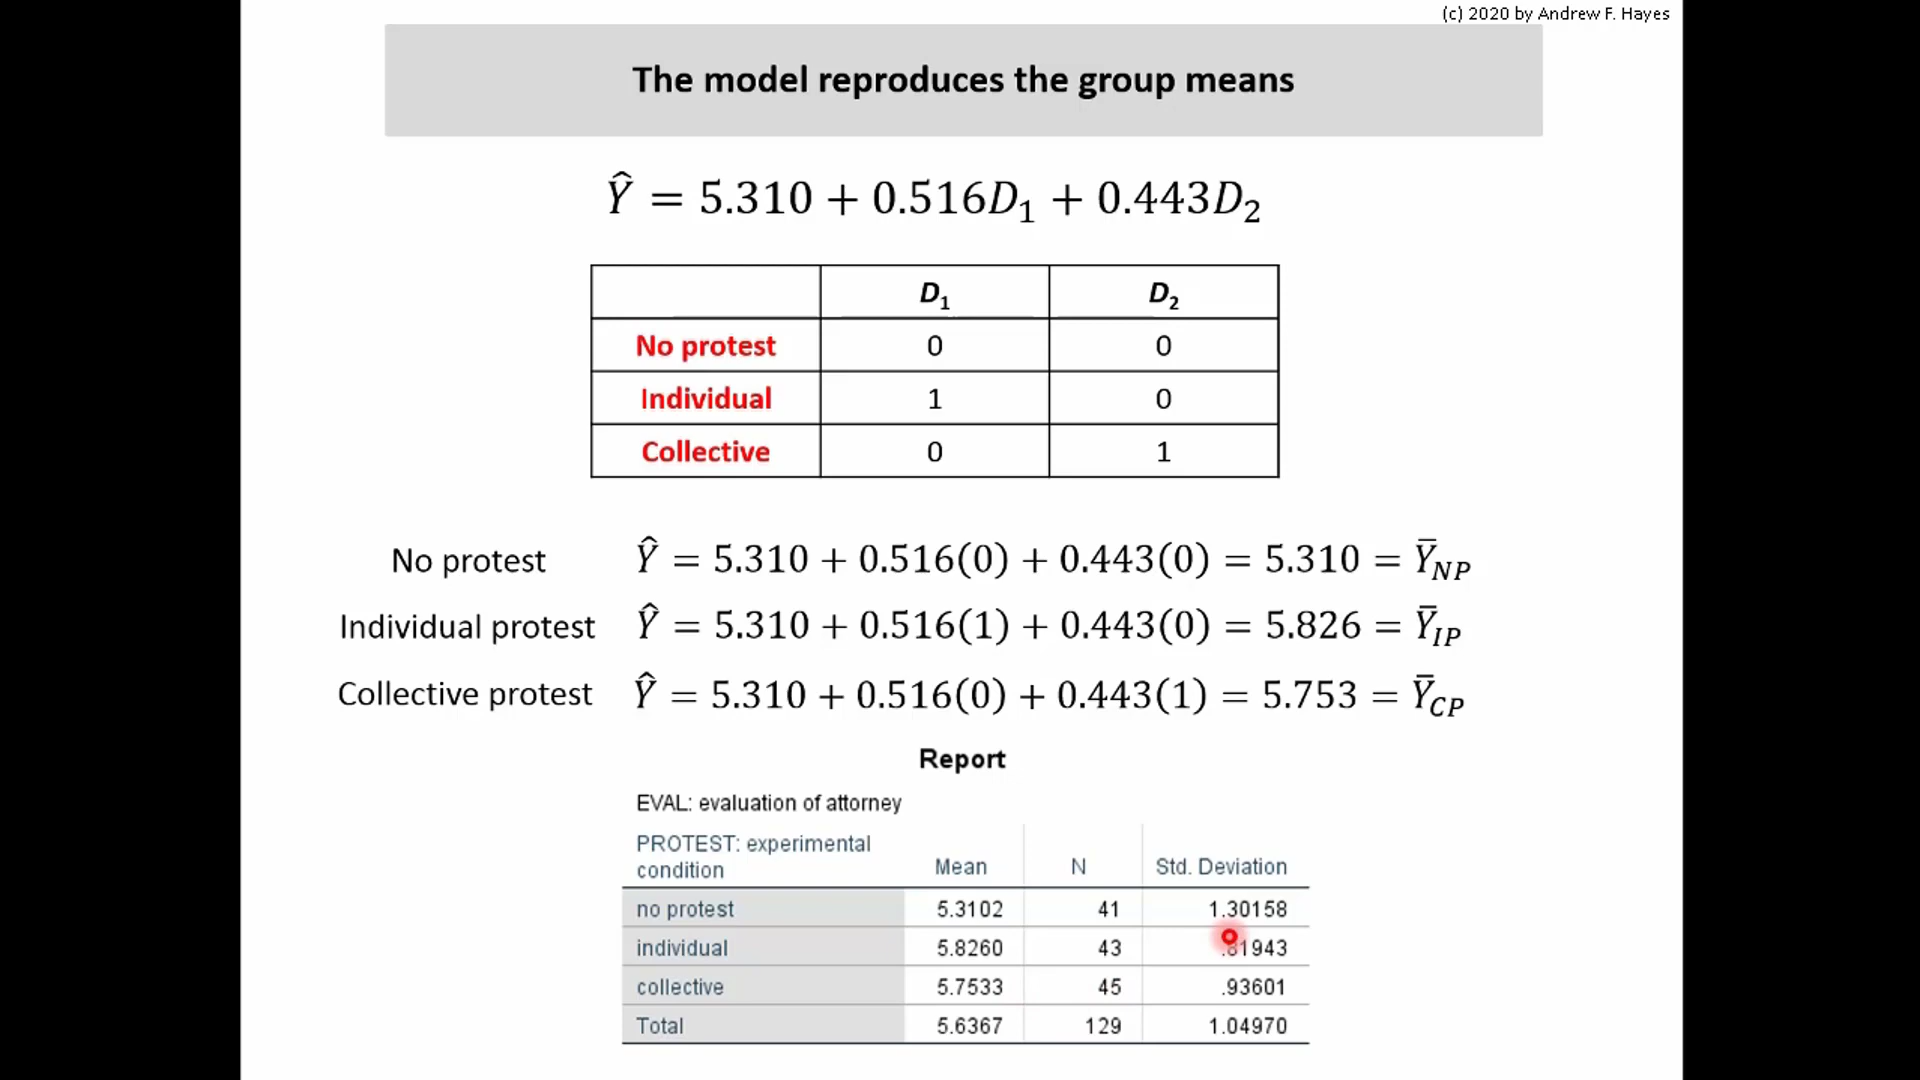 (c) 2020 by Andrew F. Hayes
The model reproduces the group means
Ŷ = 5.310 + 0.516D₁ + 0.443D₂
D₁ D₂
No protest 0 0
Individual 1 0
Collective 0 1
No protest Ŷ = 5.310 + 0.516(0) + 0.443(0) = 5.310 = Ȳ_NP
Individual protest Ŷ = 5.310 + 0.516(1) + 0.443(0) = 5.826 = Ȳ_IP
Collective protest Ŷ = 5.310 + 0.516(0) + 0.443(1) = 5.753 = Ȳ_CP
Report
EVAL: evaluation of attorney
PROTEST: experimental
condition Mean N Std. Deviation
no protest 5.3102 41 1.30158
individual 5.8260 43 .81943
collective 5.7533 45 .93601
Total 5.6367 129 1.04970